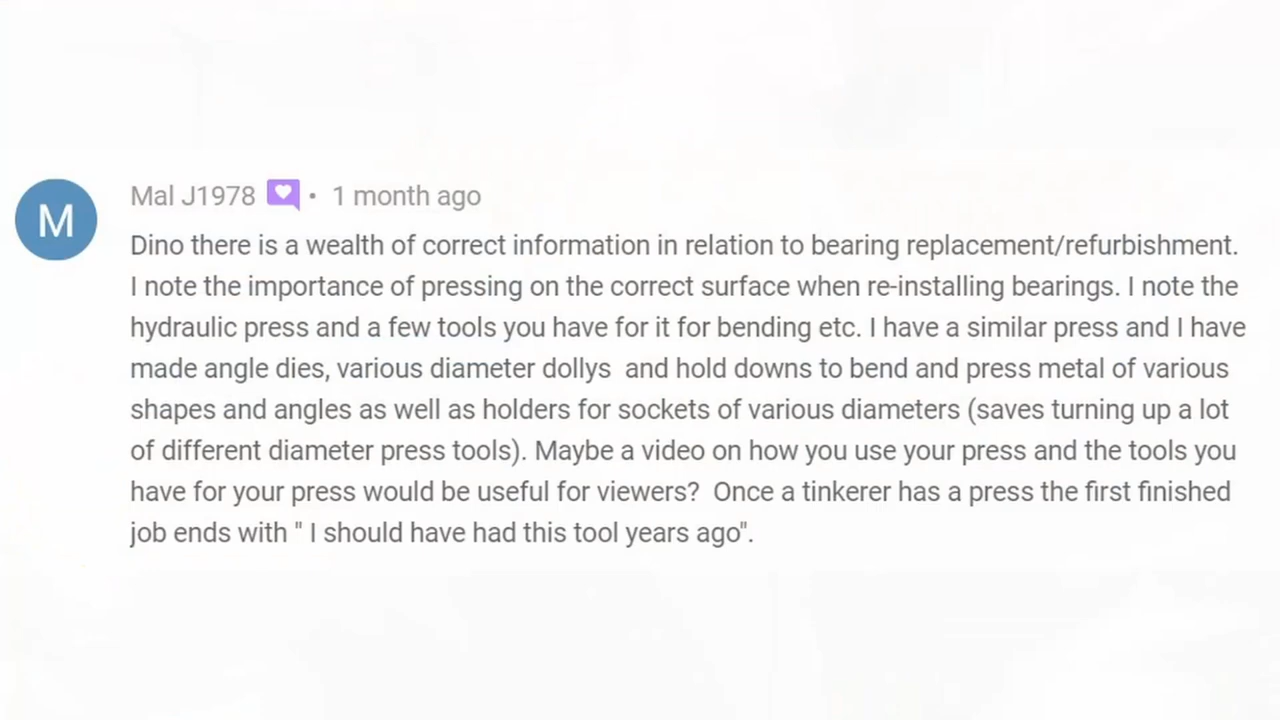 M
Mal J1978 • 1 month ago
Dino there is a wealth of correct information in relation to bearing replacement/refurbishment.
I note the importance of pressing on the correct surface when re-installing bearings. I note the
hydraulic press and a few tools you have for it for bending etc. I have a similar press and I have
made angle dies, various diameter dollys  and hold downs to bend and press metal of various
shapes and angles as well as holders for sockets of various diameters (saves turning up a lot
of different diameter press tools). Maybe a video on how you use your press and the tools you
have for your press would be useful for viewers?  Once a tinkerer has a press the first finished
job ends with " I should have had this tool years ago".